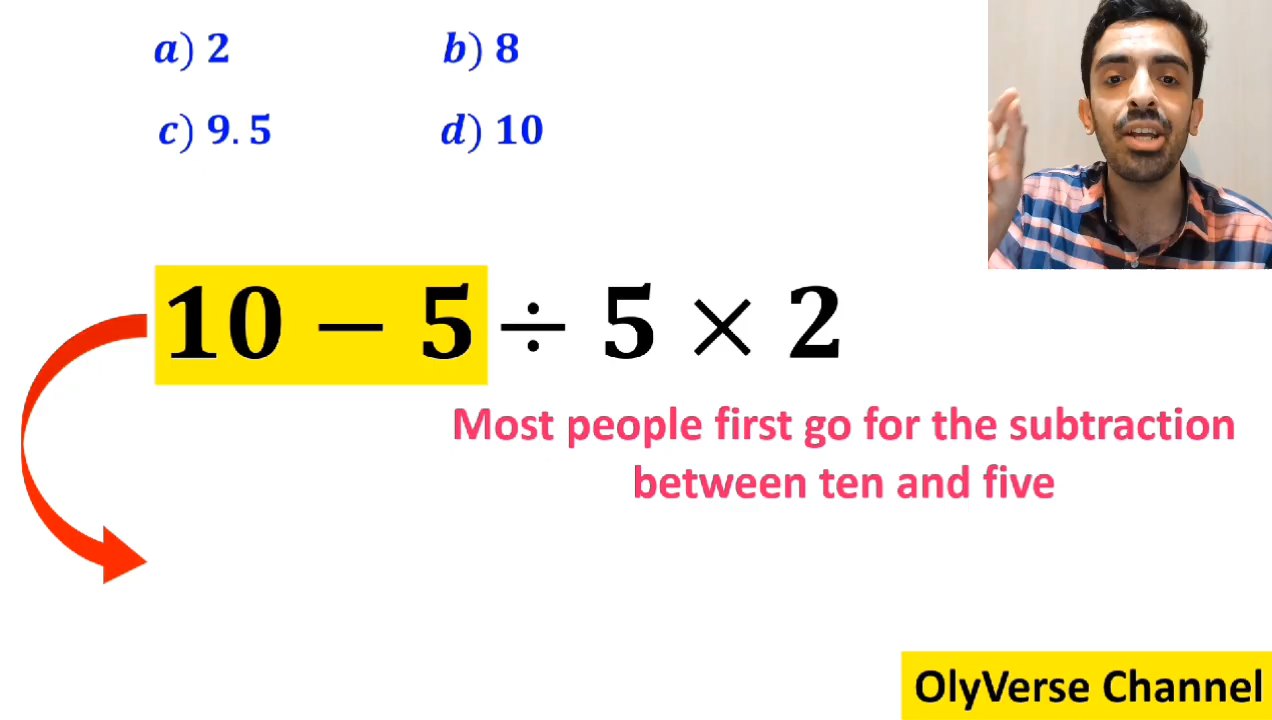 a) 2 b) 8
c) 9.5 d) 10
10 − 5 ÷ 5 × 2
Most people first go for the subtraction
between ten and five
OlyVerse Channel